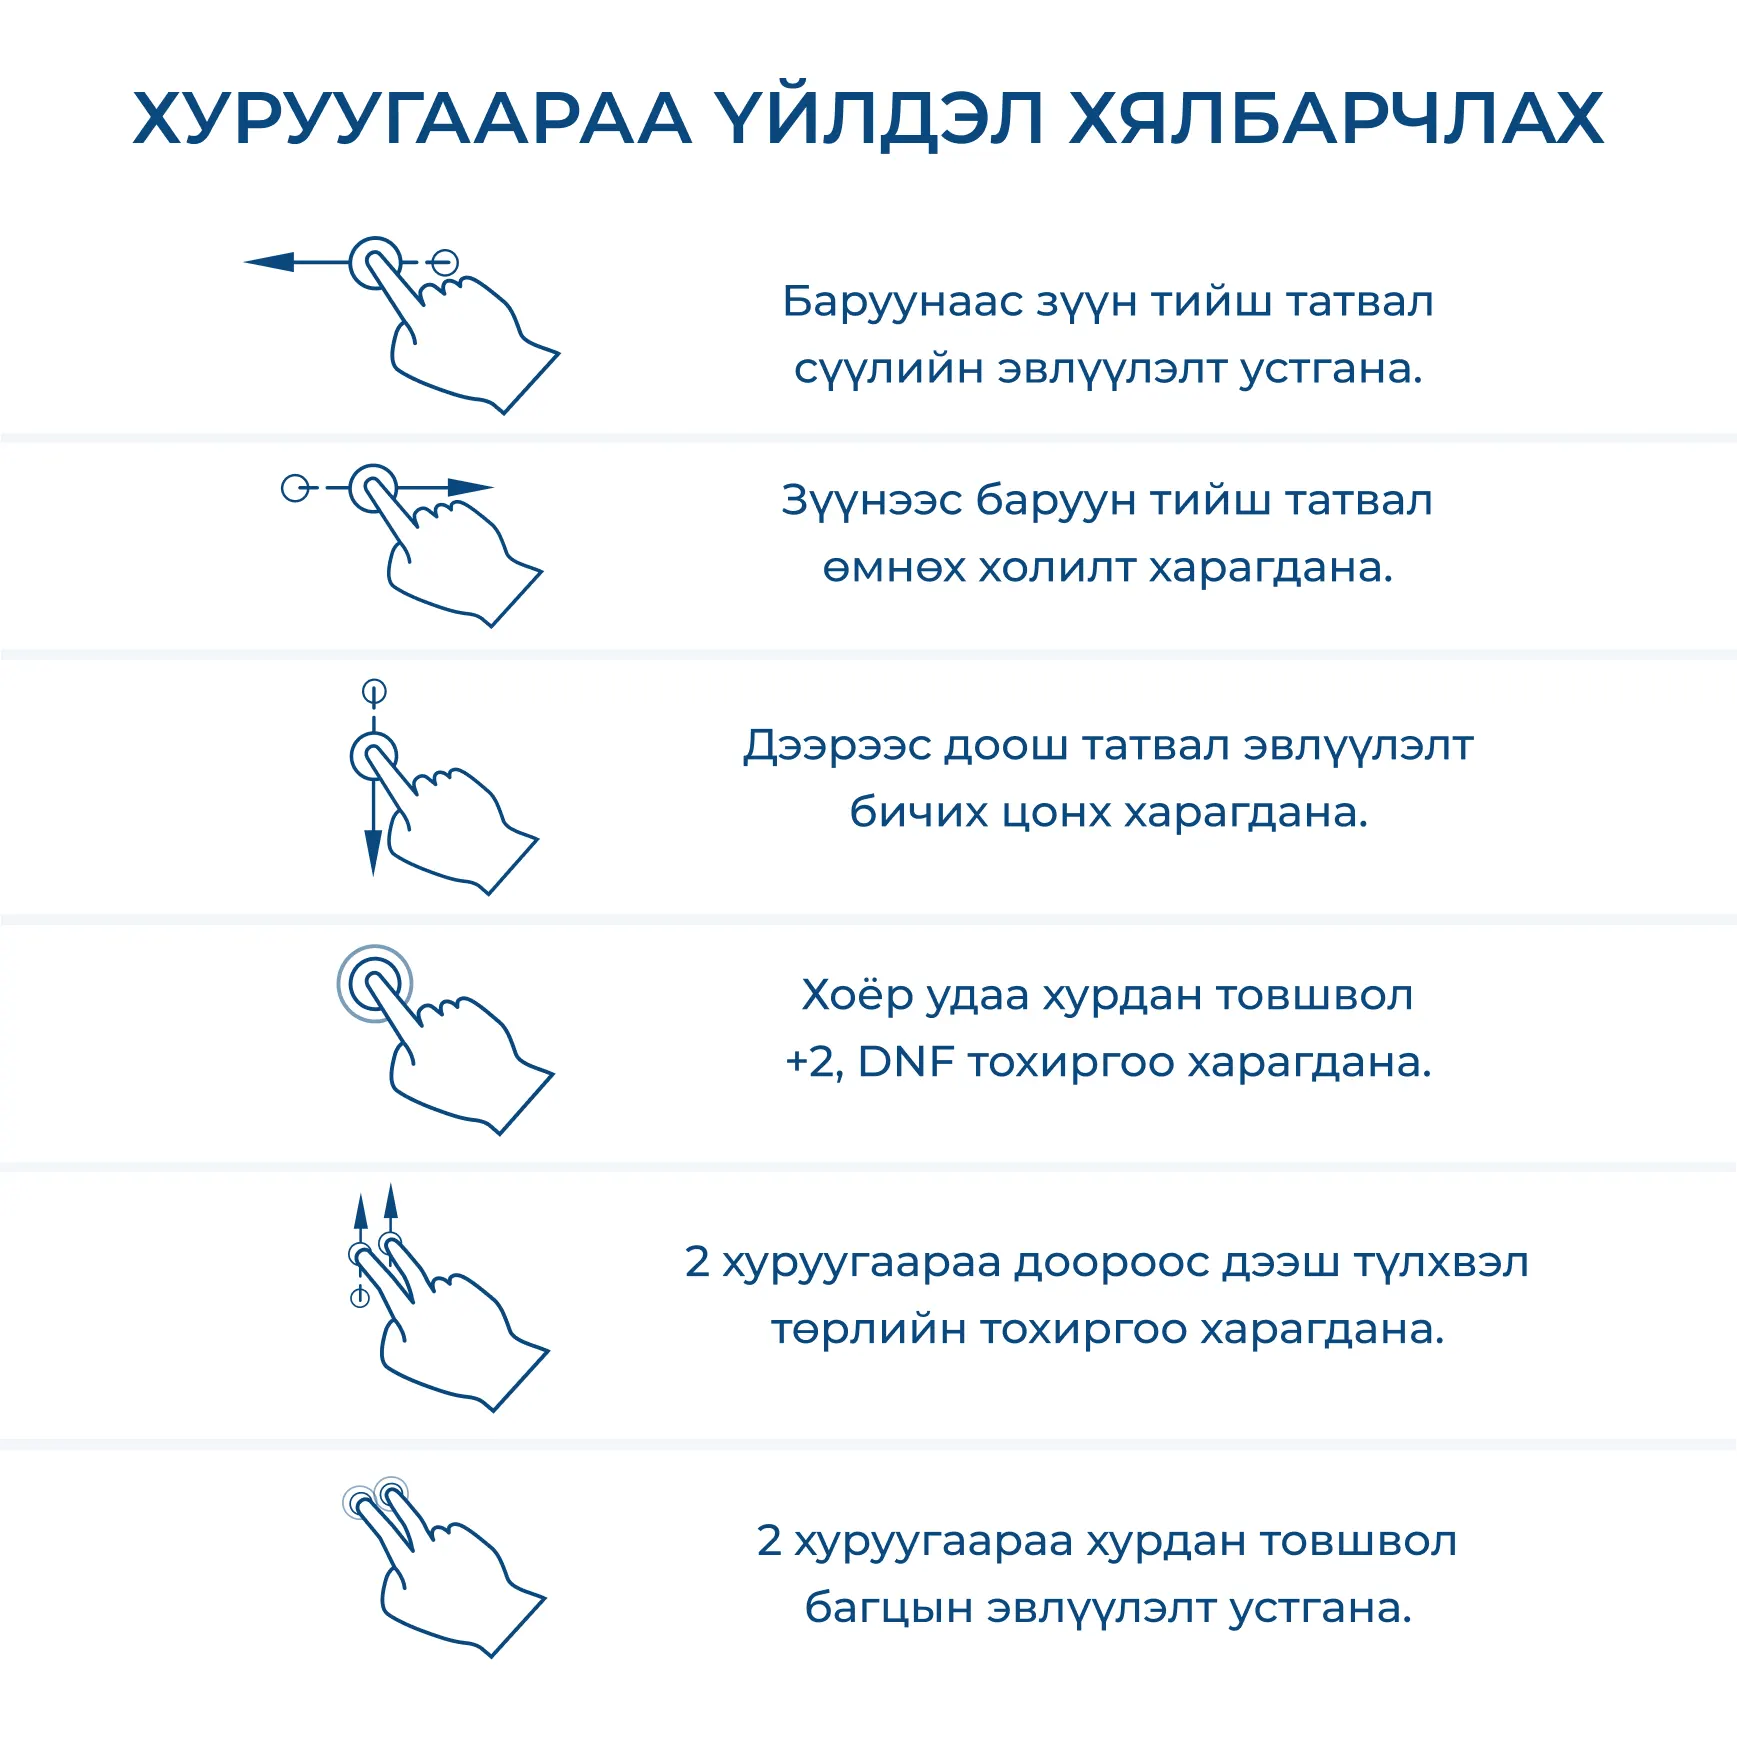 ХУРУУГААРАА ҮЙЛДЭЛ ХЯЛБАРЧЛАХ
Баруунаас зүүн тийш татвал
сүүлийн эвлүүлэлт устгана.
Зүүнээс баруун тийш татвал
өмнөх холилт харагдана.
Дээрээс доош татвал эвлүүлэлт
бичих цонх харагдана.
Хоёр удаа хурдан товшвол
+2, DNF тохиргоо харагдана.
2 хуруугаараа доороос дээш түлхвэл
төрлийн тохиргоо харагдана.
2 хуруугаараа хурдан товшвол
багцын эвлүүлэлт устгана.